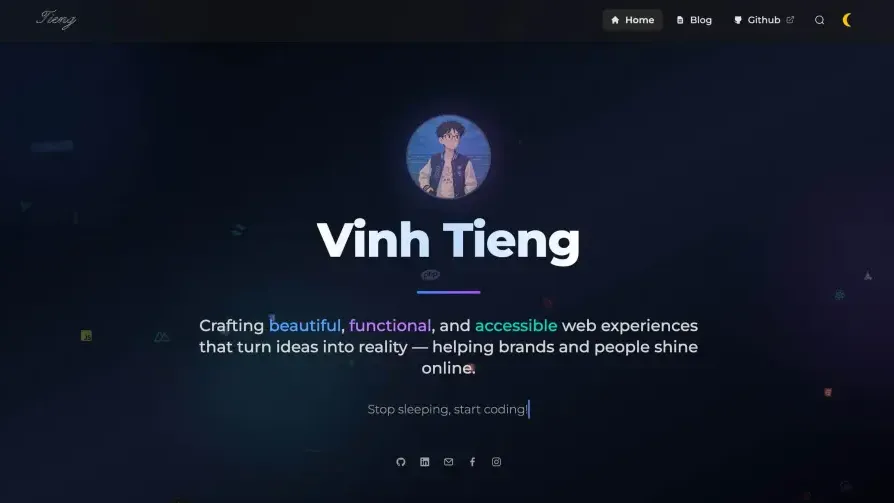 Tieng
Home
Blog
Github
Vinh Tieng
Crafting beautiful, functional, and accessible web experiences
that turn ideas into reality — helping brands and people shine
online.
Stop sleeping, start coding!